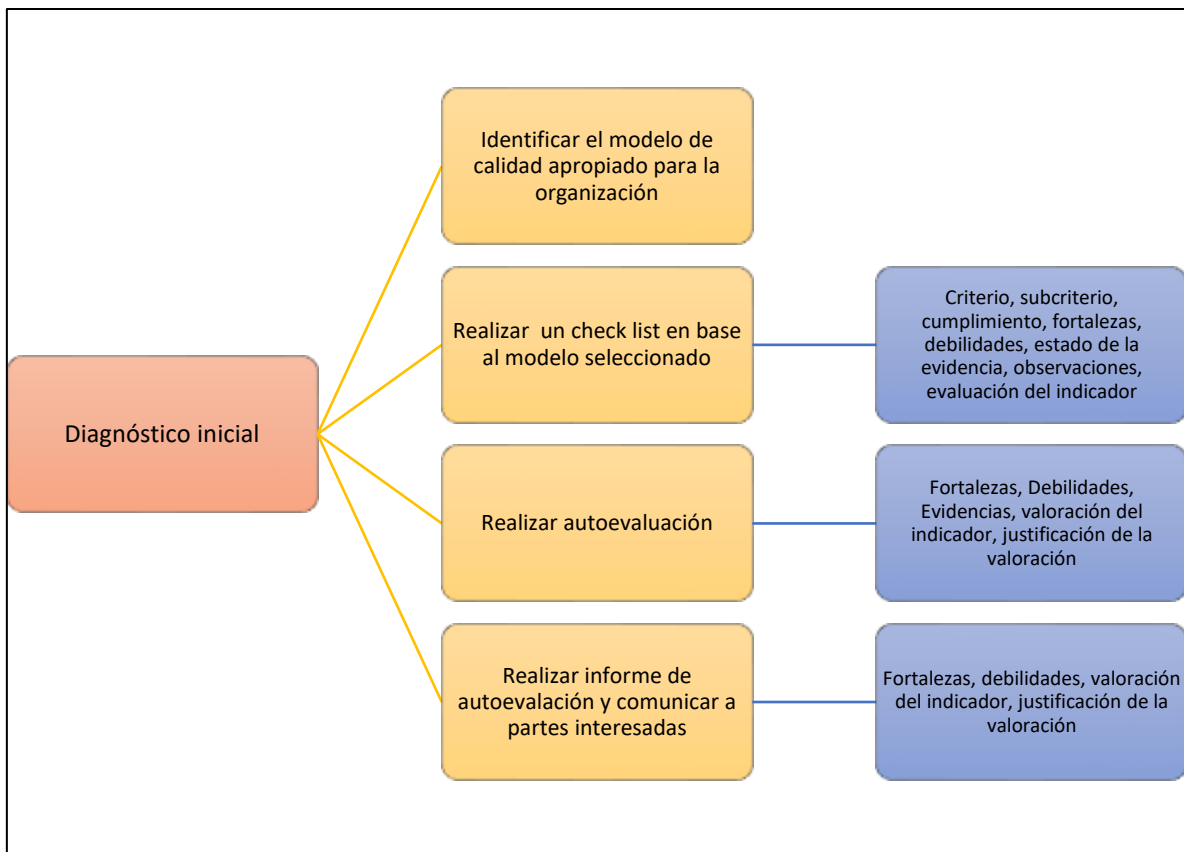 Identificar el modelo de
calidad apropiado para la
organización
Realizar un check list en base
al modelo seleccionado
Criterio, subcriterio,
cumplimiento, fortalezas,
debilidades, estado de la
evidencia, observaciones,
evaluación del indicador
Diagnóstico inicial
Realizar autoevaluación
Fortalezas, Debilidades,
Evidencias, valoración del
indicador, justificación de la
valoración
Realizar informe de
autoevalación y comunicar a
partes interesadas
Fortalezas, debilidades, valoración
del indicador, justificación de la
valoración